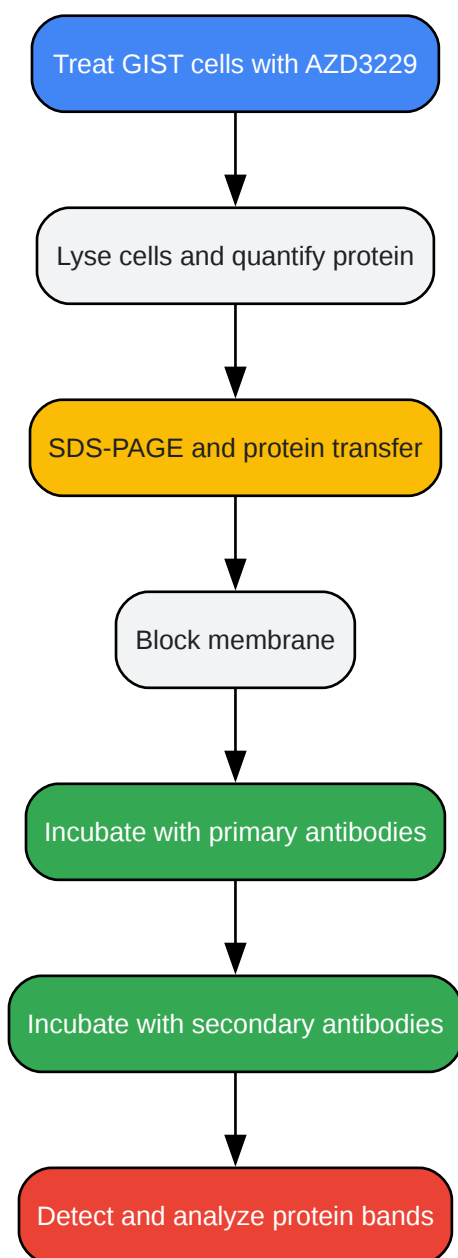 Treat GIST cells with AZD3229
Lyse cells and quantify protein
SDS-PAGE and protein transfer
Block membrane
Incubate with primary antibodies
Incubate with secondary antibodies
Detect and analyze protein bands